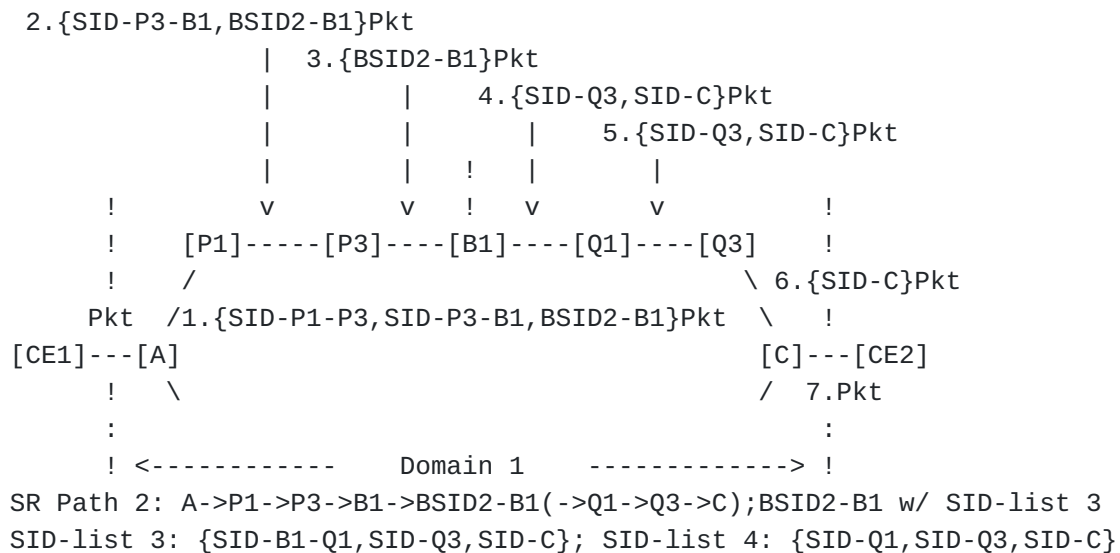 2.{SID-P3-B1,BSID2-B1}Pkt
| 3.{BSID2-B1}Pkt
| | 4.{SID-Q3,SID-C}Pkt
| | | 5.{SID-Q3,SID-C}Pkt
| | ! | |
! v v ! v v !
! [P1]-----[P3]----[B1]----[Q1]----[Q3] !
! / \ 6.{SID-C}Pkt
Pkt /1.{SID-P1-P3,SID-P3-B1,BSID2-B1}Pkt \ !
[CE1]---[A] [C]---[CE2]
! \ / 7.Pkt
: :
! <------------ Domain 1 -------------> !
SR Path 2: A->P1->P3->B1->BSID2-B1(->Q1->Q3->C);BSID2-B1 w/ SID-list 3
SID-list 3: {SID-B1-Q1,SID-Q3,SID-C}; SID-list 4: {SID-Q1,SID-Q3,SID-C}